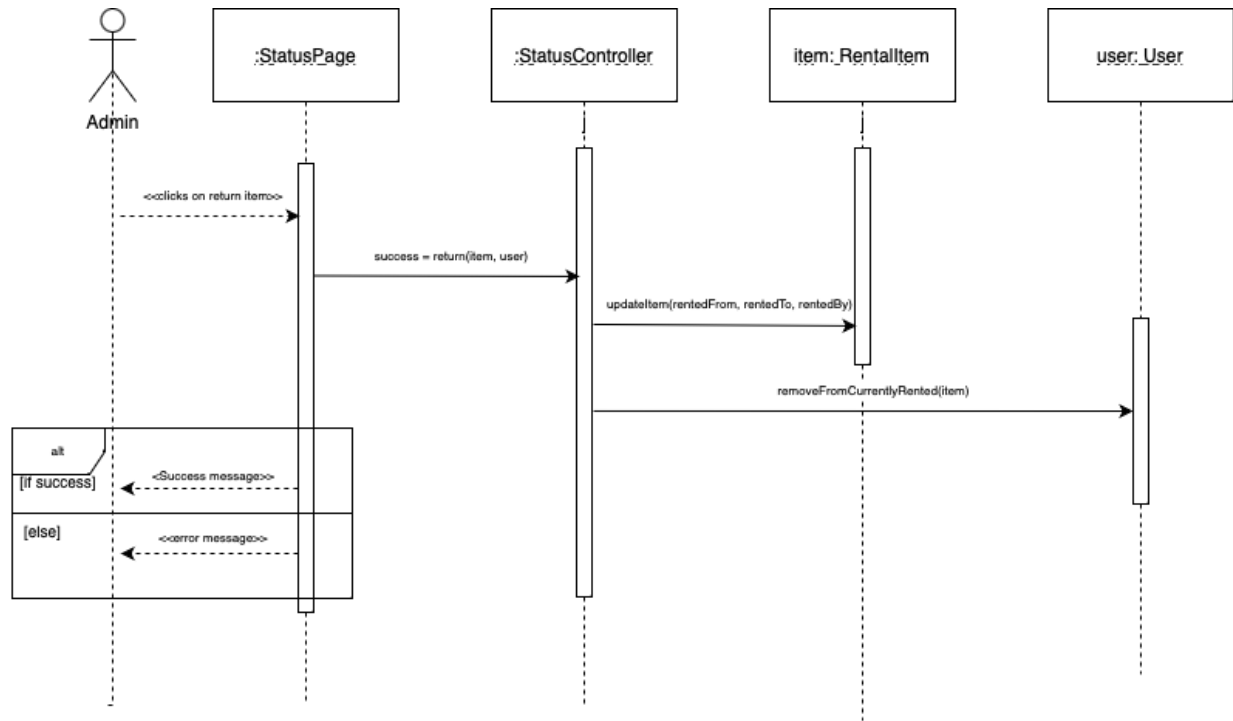 :StatusPage
:StatusController
item: RentalItem
user: User
Admin
<<clicks on return item>>
success = return(item, user)
updateItem(rentedFrom, rentedTo, rentedBy)
removeFromCurrentlyRented(item)
alt
[if success]
<Success message>>
[else]
<<error message>>